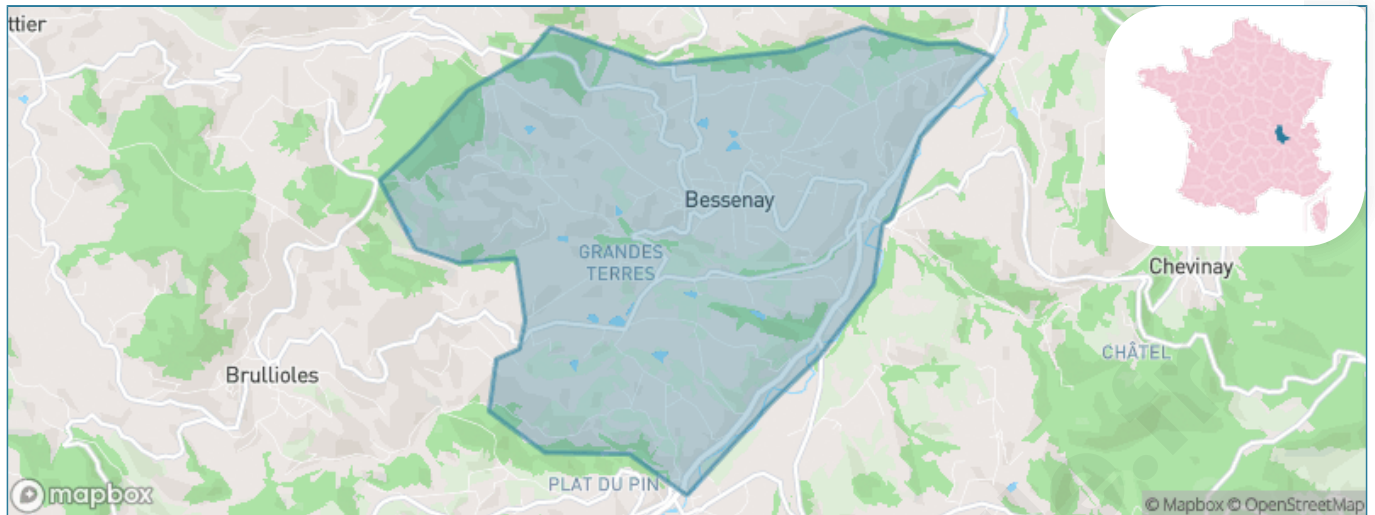 ttier
Bessenay
GRANDES
TERRES
Chevinay
CHÂTEL
Brullioles
PLAT DU PIN
mapbox
© Mapbox © OpenStreetMap